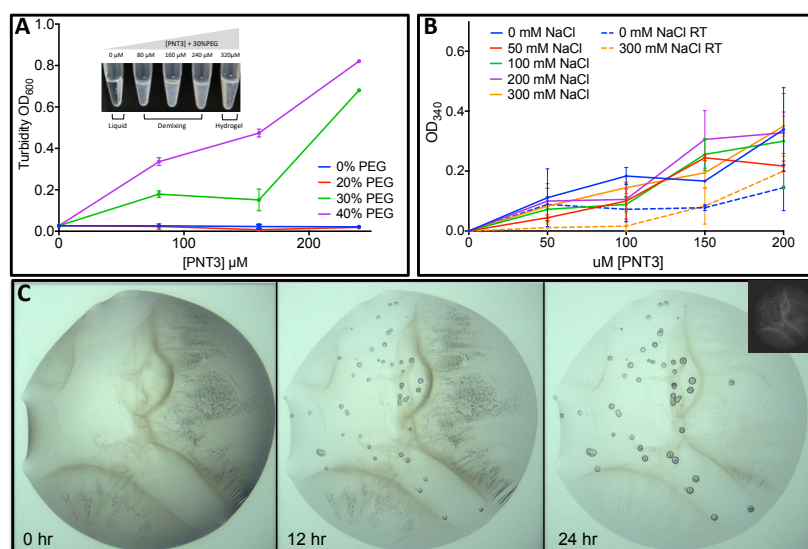 A
[PNT3] + 30%PEG
0 μM 80 μM 160 μM 240 μM 320μM
Liquid Demixing Hydrogel
Turbidity OD600
1.0
0.8
0.6
0.4
0.2
0.0
100 200
[PNT3] μM
0% PEG
20% PEG
30% PEG
40% PEG
B
0 mM NaCl
50 mM NaCl
100 mM NaCl
200 mM NaCl
300 mM NaCl
0 mM NaCl RT
300 mM NaCl RT
OD340
0.6
0.4
0.2
0.0
0 50 100 150 200
uM [PNT3]
C
0 hr
12 hr
24 hr